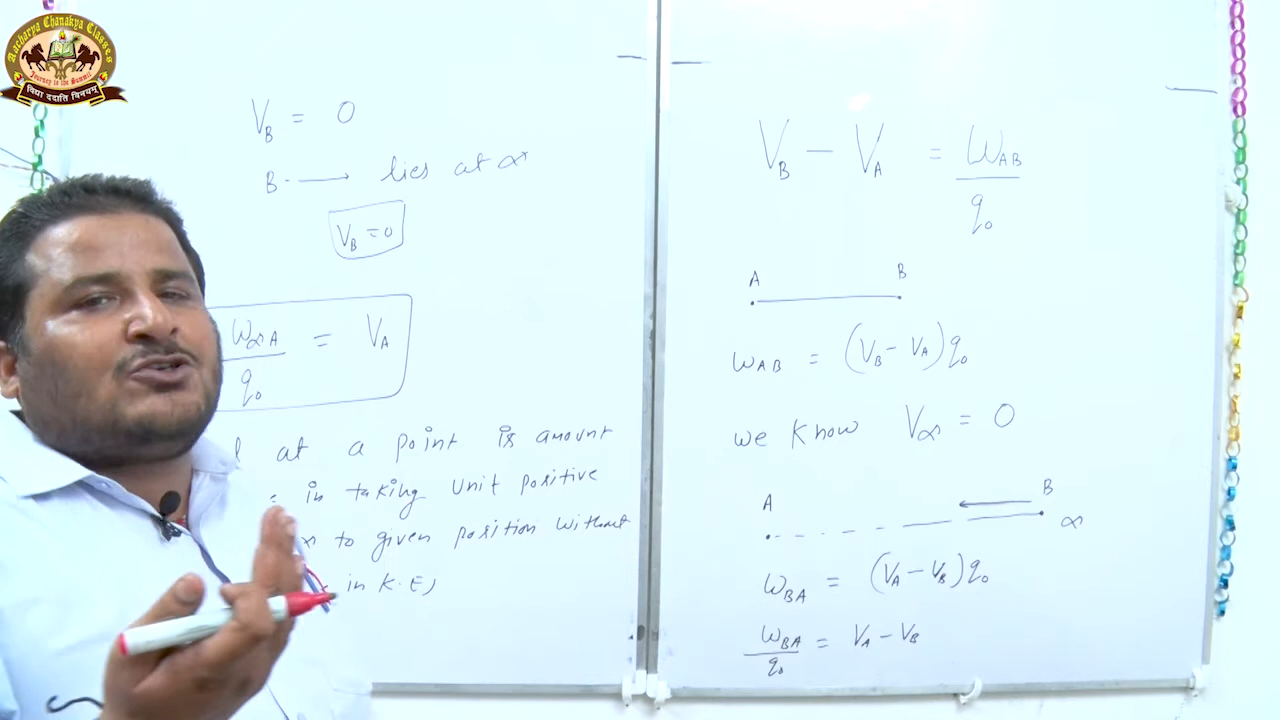 Aacharya Chanakya Classes
Journey to the Summit
विद्या ददाति विनयम्
V_B = 0
B. ⟶ lies at ∞
V_B = 0
W_∞A / q₀ = V_A
at a point is amount
in taking Unit positive
∞ to given position without
in K.E)
V_B − V_A = W_AB / q₀
A B
W_AB = (V_B − V_A) q₀
we know V_∞ = 0
A B
∞
W_BA = (V_A − V_B) q₀
W_BA / q₀ = V_A − V_B